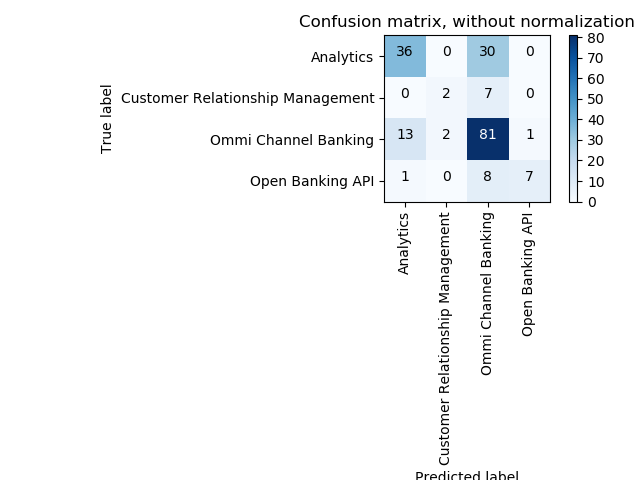 Confusion matrix, without normalization
True label
Analytics 36 0 30 0
Customer Relationship Management 0 2 7 0
Ommi Channel Banking 13 2 81 1
Open Banking API 1 0 8 7
Analytics
Customer Relationship Management
Ommi Channel Banking
Open Banking API
Predicted label
80
70
60
50
40
30
20
10
0